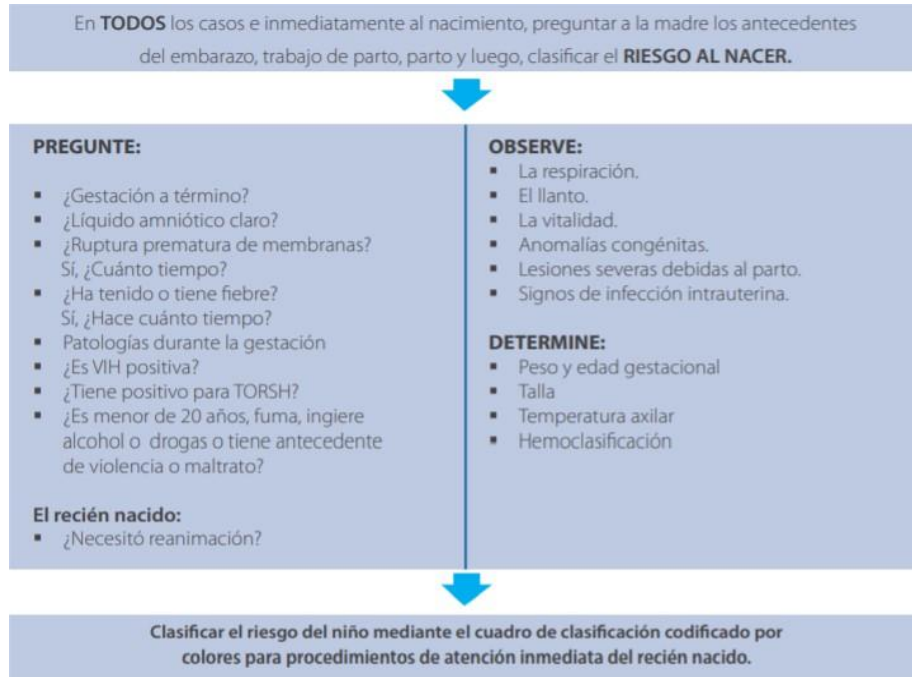 En TODOS los casos e inmediatamente al nacimiento, preguntar a la madre los antecedentes
del embarazo, trabajo de parto, parto y luego, clasificar el RIESGO AL NACER.
PREGUNTE:
▪ ¿Gestación a término?
▪ ¿Líquido amniótico claro?
▪ ¿Ruptura prematura de membranas?
Sí, ¿Cuánto tiempo?
▪ ¿Ha tenido o tiene fiebre?
Sí, ¿Hace cuánto tiempo?
▪ Patologías durante la gestación
▪ ¿Es VIH positiva?
▪ ¿Tiene positivo para TORSH?
▪ ¿Es menor de 20 años, fuma, ingiere
alcohol o drogas o tiene antecedente
de violencia o maltrato?
El recién nacido:
▪ ¿Necesitó reanimación?
OBSERVE:
▪ La respiración.
▪ El llanto.
▪ La vitalidad.
▪ Anomalías congénitas.
▪ Lesiones severas debidas al parto.
▪ Signos de infección intrauterina.
DETERMINE:
▪ Peso y edad gestacional
▪ Talla
▪ Temperatura axilar
▪ Hemoclasificación
Clasificar el riesgo del niño mediante el cuadro de clasificación codificado por
colores para procedimientos de atención inmediata del recién nacido.